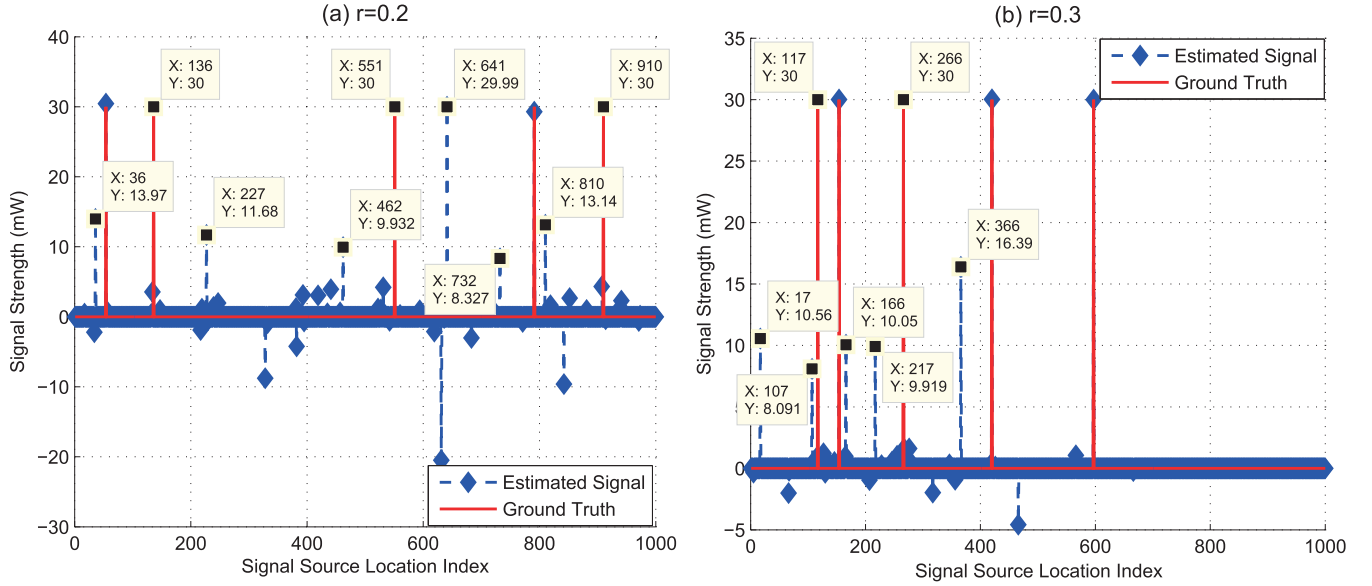 (a) r=0.2
40
30
20
10
0
−10
−20
−30
0
200
400
600
800
1000
Signal Strength (mW)
Signal Source Location Index
X: 136
Y: 30
X: 551
Y: 30
X: 641
Y: 29.99
X: 910
Y: 30
X: 36
Y: 13.97
X: 227
Y: 11.68
X: 462
Y: 9.932
X: 810
Y: 13.14
X: 732
Y: 8.327
Estimated Signal
Ground Truth
(b) r=0.3
35
30
25
20
15
10
0
−5
0
200
400
600
800
1000
Signal Strength (mW)
Signal Source Location Index
X: 117
Y: 30
X: 266
Y: 30
X: 366
Y: 16.39
X: 17
Y: 10.56
X: 166
Y: 10.05
X: 217
Y: 9.919
X: 107
Y: 8.091
Estimated Signal
Ground Truth